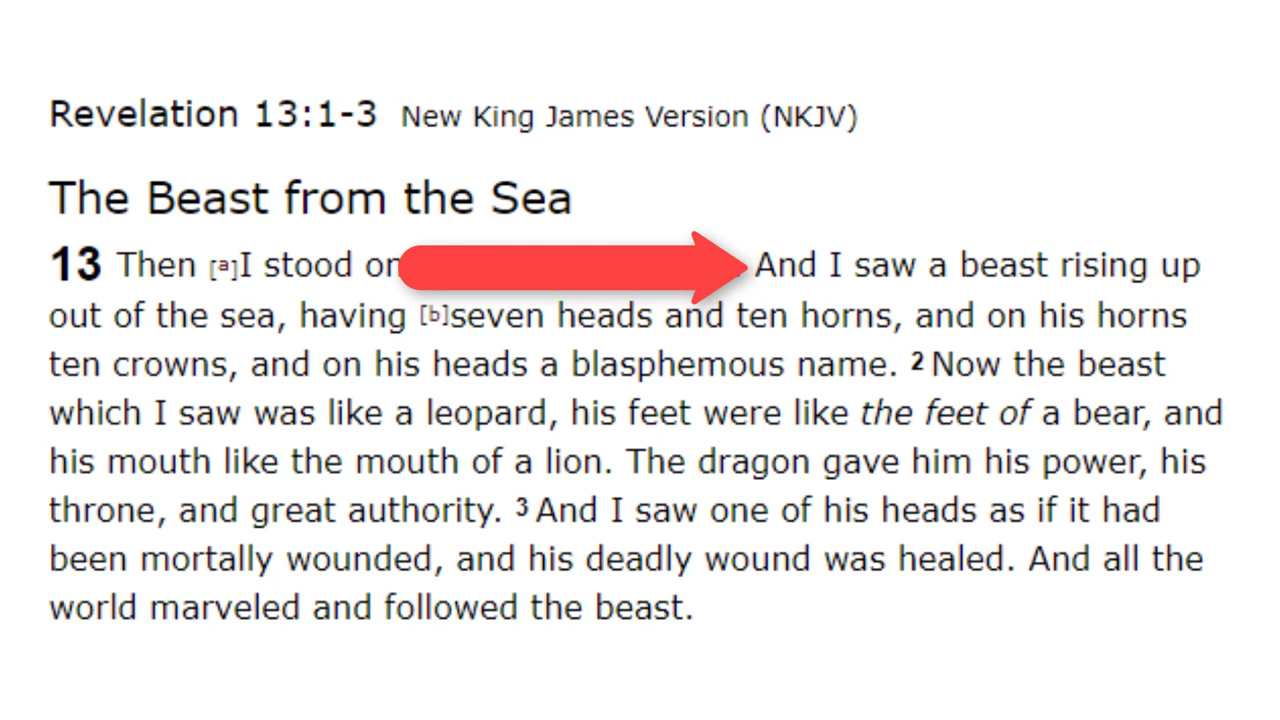 Revelation 13:1-3 New King James Version (NKJV)
The Beast from the Sea
13 Then [a]I stood on And I saw a beast rising up
out of the sea, having [b]seven heads and ten horns, and on his horns
ten crowns, and on his heads a blasphemous name. 2 Now the beast
which I saw was like a leopard, his feet were like the feet of a bear, and
his mouth like the mouth of a lion. The dragon gave him his power, his
throne, and great authority. 3 And I saw one of his heads as if it had
been mortally wounded, and his deadly wound was healed. And all the
world marveled and followed the beast.